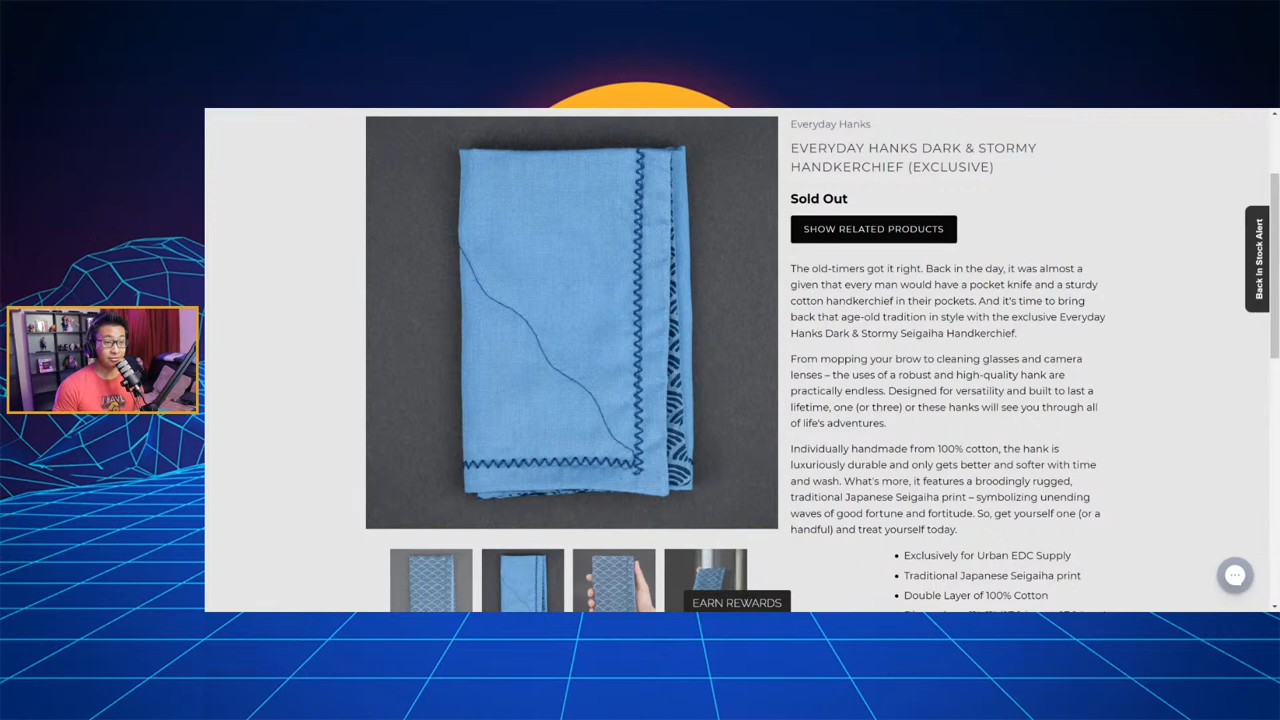 Everyday Hanks
EVERYDAY HANKS DARK & STORMY
HANDKERCHIEF (EXCLUSIVE)
Sold Out
SHOW RELATED PRODUCTS
The old-timers got it right. Back in the day, it was almost a
given that every man would have a pocket knife and a sturdy
cotton handkerchief in their pockets. And it's time to bring
back that age-old tradition in style with the exclusive Everyday
Hanks Dark & Stormy Seigaiha Handkerchief.
From mopping your brow to cleaning glasses and camera
lenses – the uses of a robust and high-quality hank are
practically endless. Designed for versatility and built to last a
lifetime, one (or three) or these hanks will see you through all
of life's adventures.
Individually handmade from 100% cotton, the hank is
luxuriously durable and only gets better and softer with time
and wash. What's more, it features a broodingly rugged,
traditional Japanese Seigaiha print – symbolizing unending
waves of good fortune and fortitude. So, get yourself one (or a
handful) and treat yourself today.
Exclusively for Urban EDC Supply
Traditional Japanese Seigaiha print
Double Layer of 100% Cotton
EARN REWARDS
Back In Stock Alert